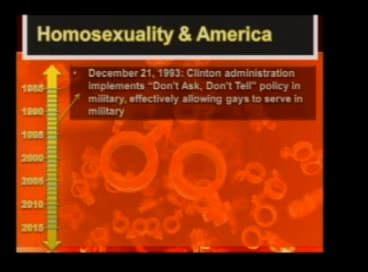 Homosexuality & America
• December 21, 1993: Clinton administration
implements "Don't Ask, Don't Tell" policy in
military, effectively allowing gays to serve in
military
1985
1990
1995
2000
2005
2010
2015